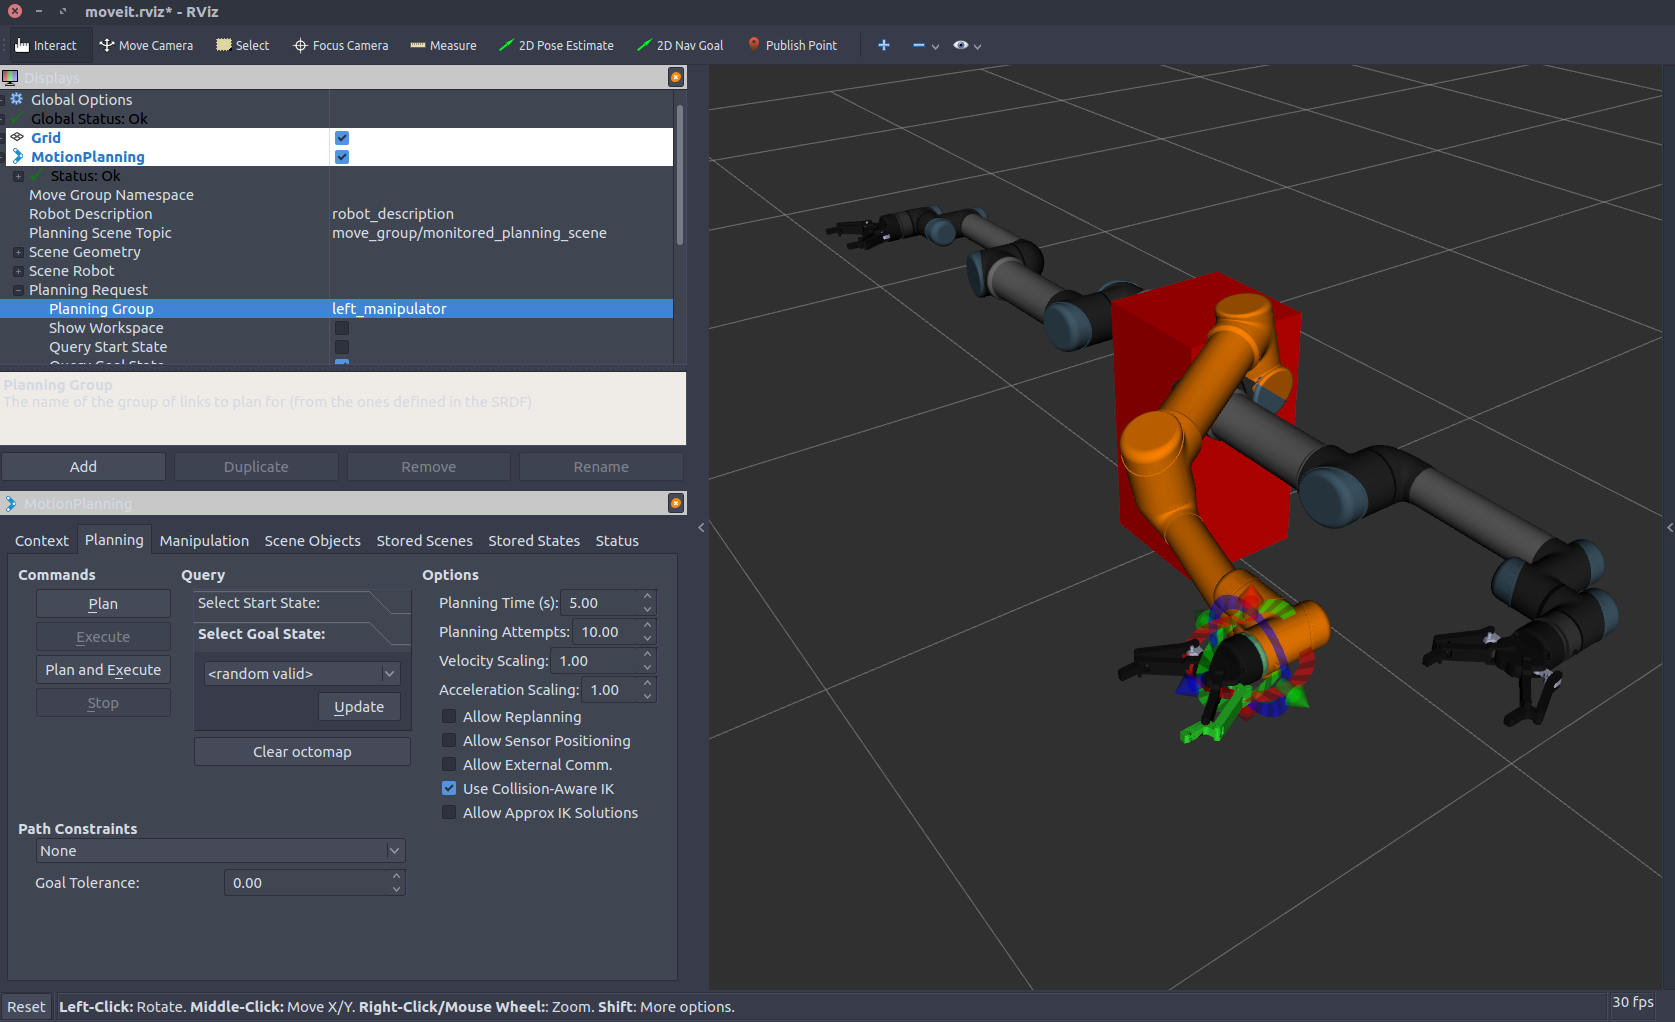 moveit.rviz* - RViz
Interact Move Camera Select Focus Camera Measure 2D Pose Estimate 2D Nav Goal Publish Point
Displays
Global Options
Global Status: Ok
Grid
MotionPlanning
Status: Ok
Move Group Namespace
Robot Description robot_description
Planning Scene Topic move_group/monitored_planning_scene
Scene Geometry
Scene Robot
Planning Request
Planning Group left_manipulator
Show Workspace
Query Start State
Query Goal State
Planning Group
The name of the group of links to plan for (from the ones defined in the SRDF)
Add Duplicate Remove Rename
MotionPlanning
Context Planning Manipulation Scene Objects Stored Scenes Stored States Status
Commands Query Options
Plan Select Start State: Planning Time (s): 5.00
Execute Select Goal State: Planning Attempts: 10.00
Plan and Execute <random valid> Velocity Scaling: 1.00
Stop Update Acceleration Scaling: 1.00
Clear octomap Allow Replanning
Allow Sensor Positioning
Allow External Comm.
Use Collision-Aware IK
Allow Approx IK Solutions
Path Constraints
None
Goal Tolerance: 0.00
Reset Left-Click: Rotate. Middle-Click: Move X/Y. Right-Click/Mouse Wheel:: Zoom. Shift: More options. 30 fps